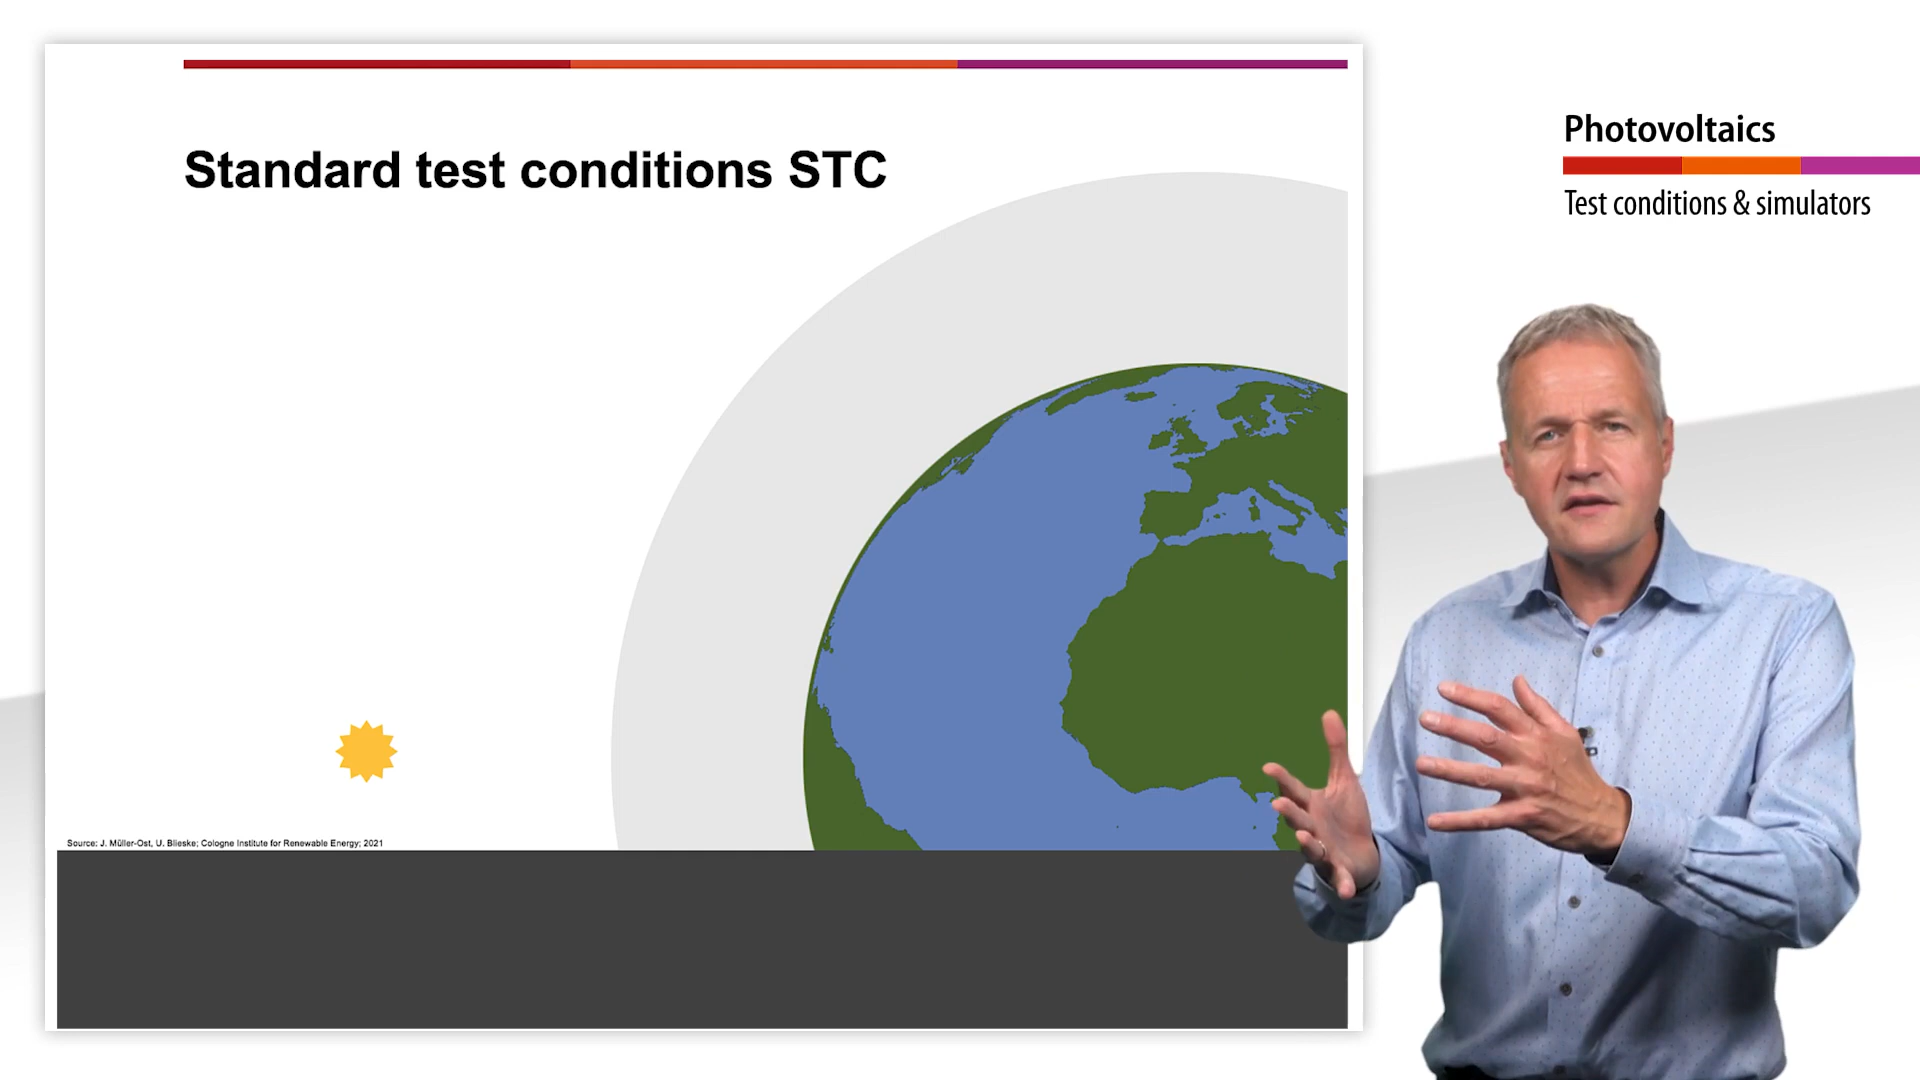 Standard test conditions STC
Source: J. Müller-Ost, U. Blieske; Cologne Institute for Renewable Energy; 2021
Photovoltaics
Test conditions & simulators